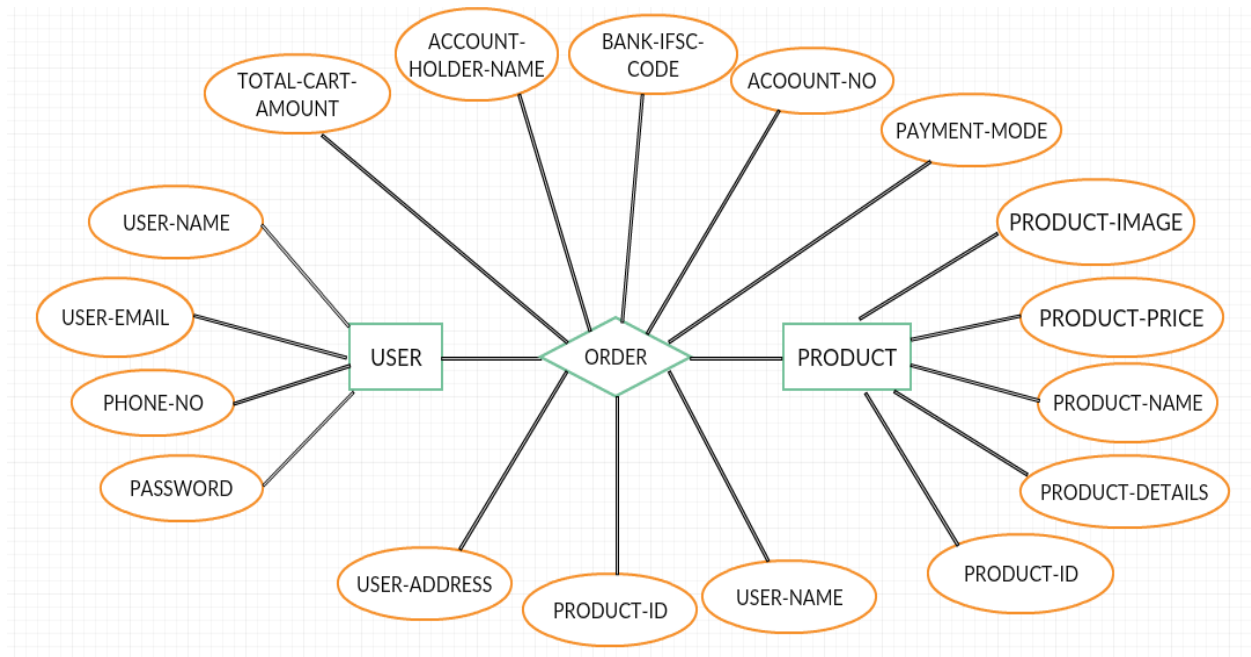 ACCOUNT-
HOLDER-NAME
BANK-IFSC-
CODE
TOTAL-CART-
AMOUNT
ACOOUNT-NO
PAYMENT-MODE
USER-NAME
PRODUCT-IMAGE
USER-EMAIL
PRODUCT-PRICE
USER
ORDER
PRODUCT
PHONE-NO
PRODUCT-NAME
PASSWORD
PRODUCT-DETAILS
USER-ADDRESS
PRODUCT-ID
USER-NAME
PRODUCT-ID